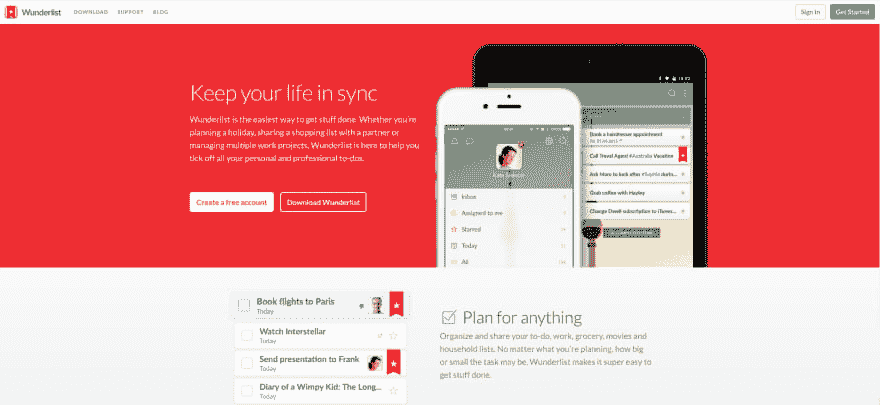 Wunderlist
DOWNLOAD
SUPPORT
BLOG
Sign In
Get Started
Keep your life in sync
Wunderlist is the easiest way to get stuff done. Whether you're
planning a holiday, sharing a shopping list with a partner or
managing multiple work projects, Wunderlist is here to help you
tick off all your personal and professional to-dos.
Create a free account
Download Wunderlist
Inbox
Assigned to me
Starred
Today
All
Book a hairdresser appointment
Call Travel Agent #Australia Vacation
Ask Mom to look after
Grab coffee with Hayley
Change Dwell subscription to iTunes...
Book flights to Paris
Today
Watch Interstellar
Today
Send presentation to Frank
Today
Diary of a Wimpy Kid: The Long...
Today
Plan for anything
Organize and share your to-do, work, grocery, movies and
household lists. No matter what you're planning, how big
or small the task may be, Wunderlist makes it super easy to
get stuff done.